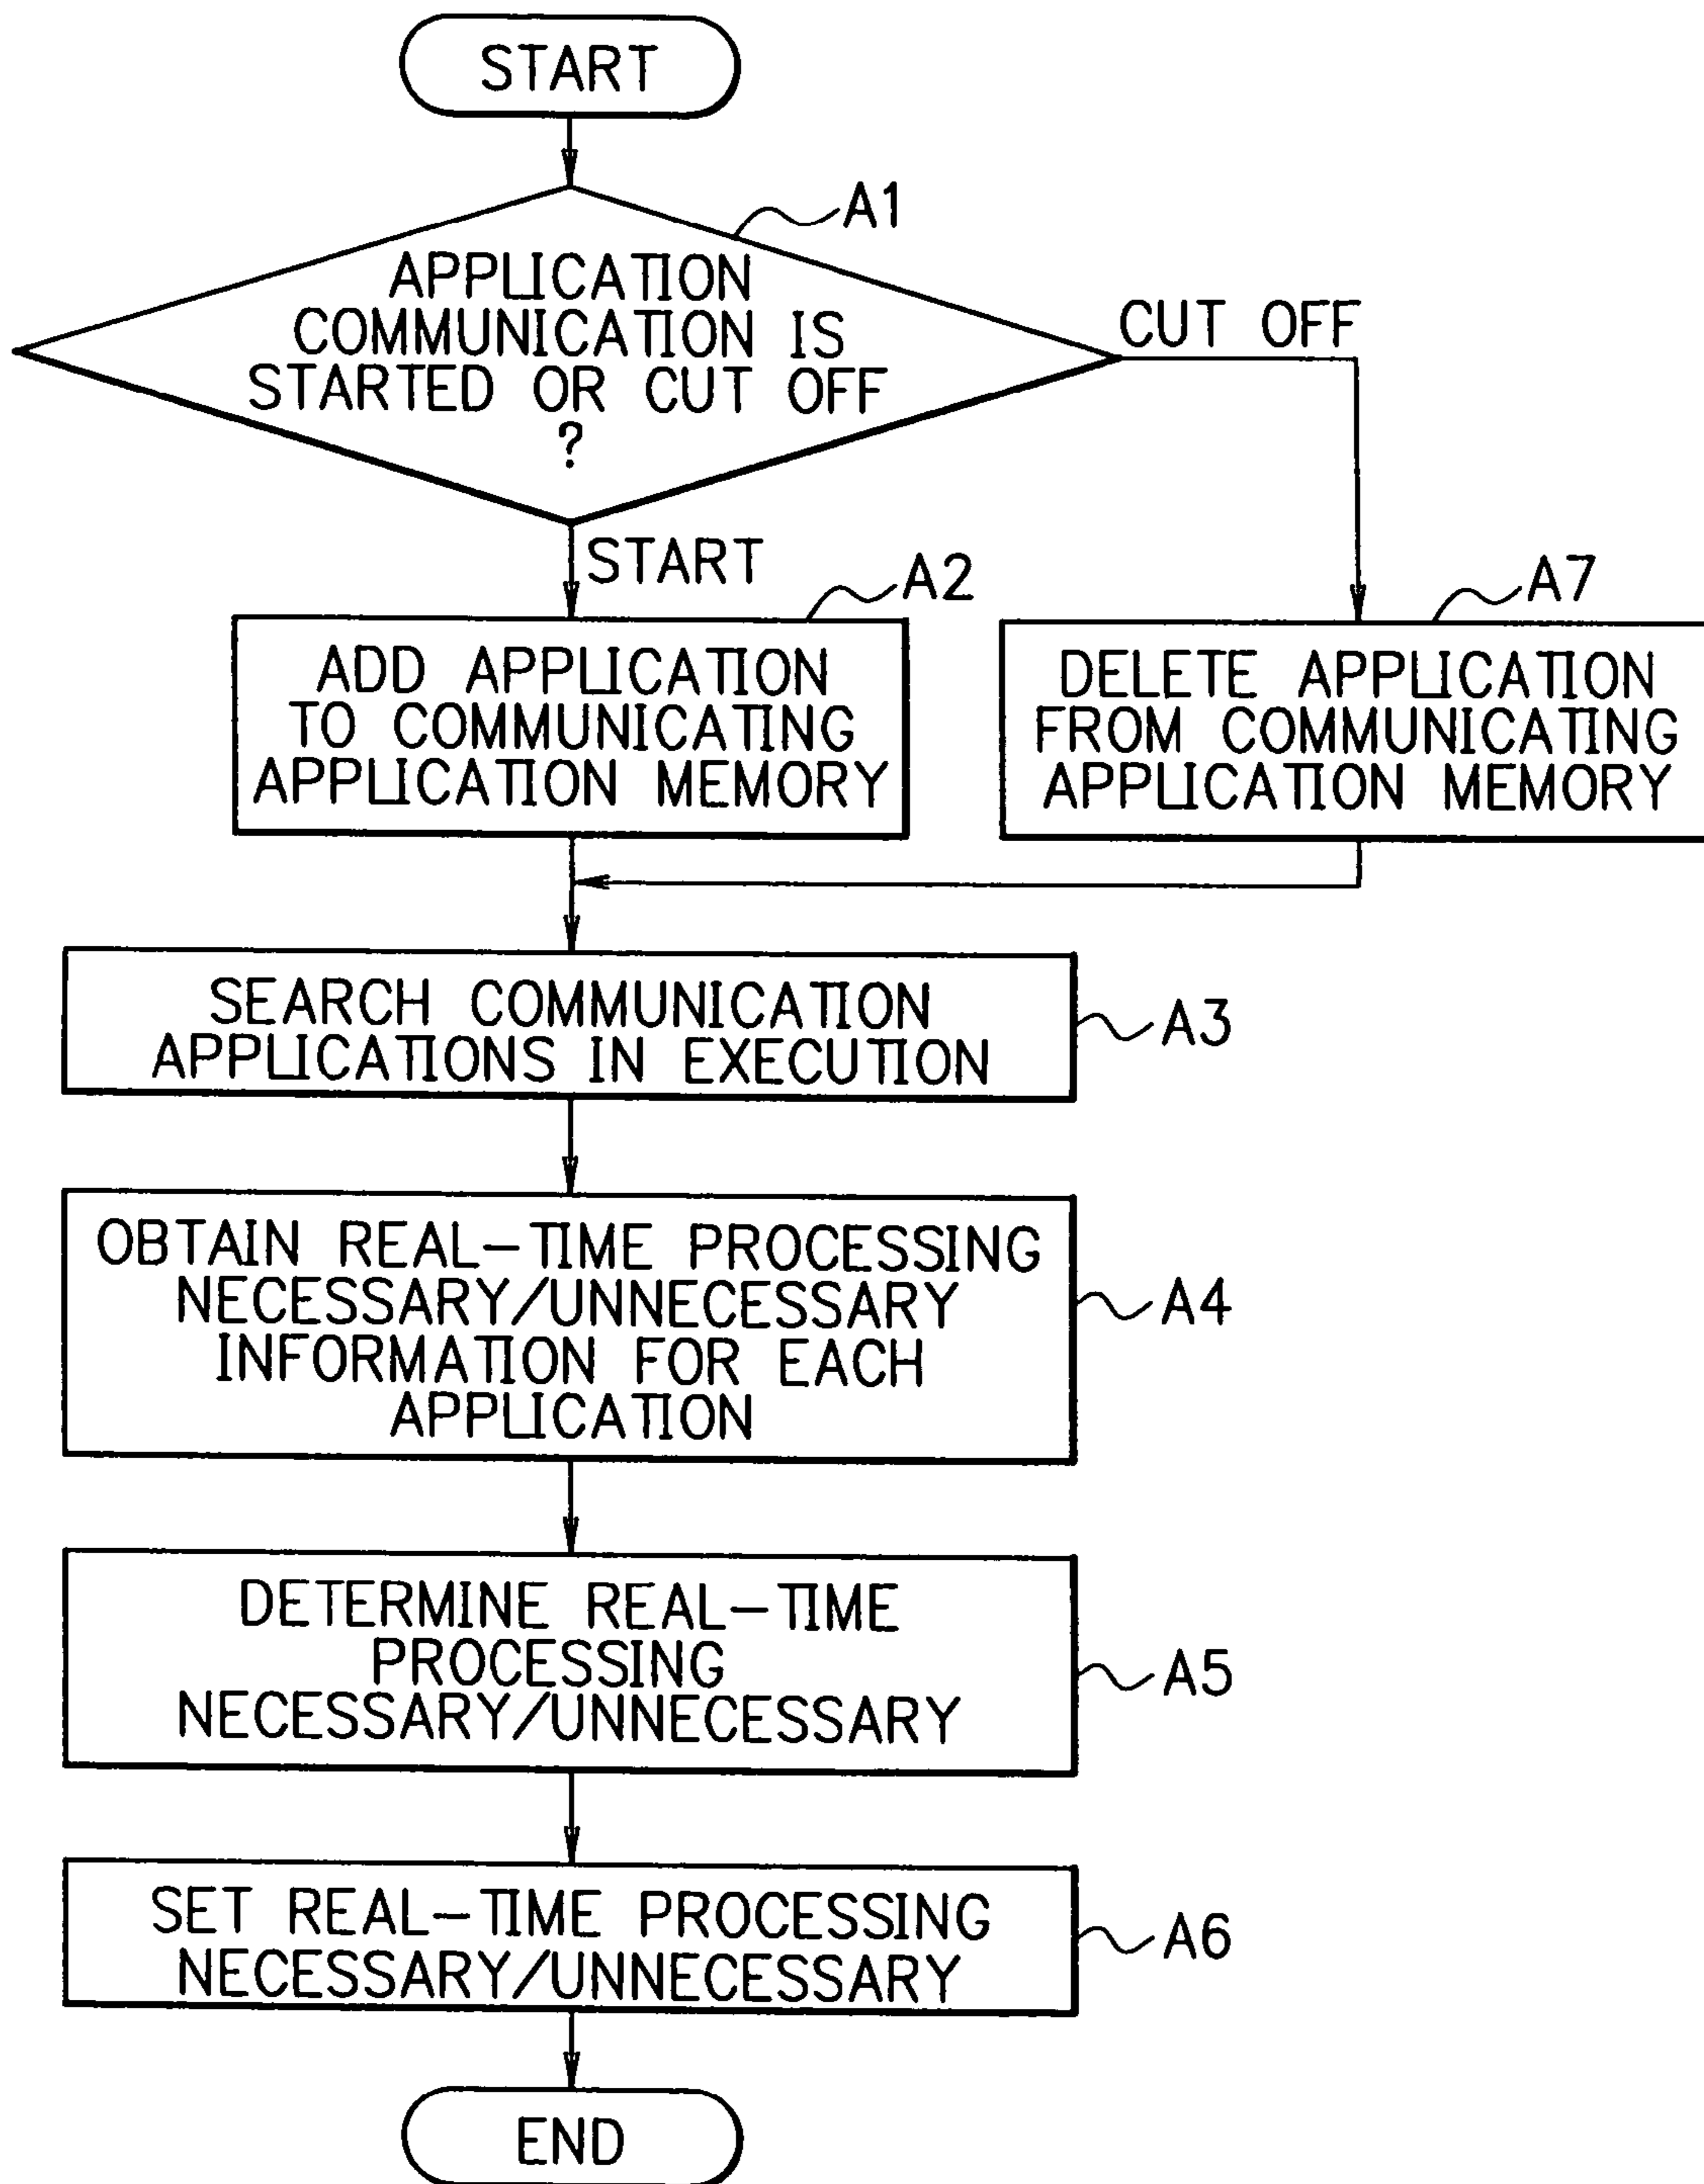 START
A1
APPLICATION
COMMUNICATION IS
STARTED OR CUT OFF
?
CUT OFF
START
A2
A7
ADD APPLICATION
TO COMMUNICATING
APPLICATION MEMORY
DELETE APPLICATION
FROM COMMUNICATING
APPLICATION MEMORY
SEARCH COMMUNICATION
APPLICATIONS IN EXECUTION
A3
OBTAIN REAL-TIME PROCESSING
NECESSARY/UNNECESSARY
INFORMATION FOR EACH
APPLICATION
A4
DETERMINE REAL-TIME
PROCESSING
NECESSARY/UNNECESSARY
A5
SET REAL-TIME PROCESSING
NECESSARY/UNNECESSARY
A6
END